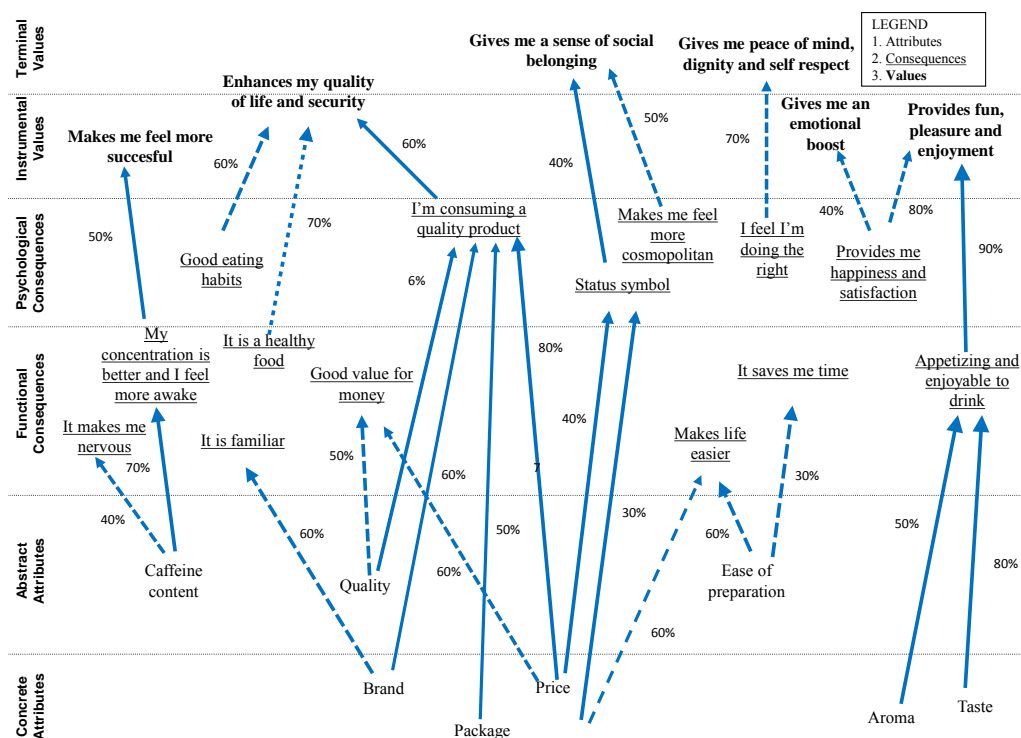 Terminal
Values
Gives me a sense of social
belonging
Gives me peace of mind,
dignity and self respect
LEGEND
1. Attributes
2. Consequences
3. Values
Enhances my quality
of life and security
Instrumental
Values
Makes me feel more
succesful
Gives me an
emotional
boost
Provides fun,
pleasure and
enjoyment
60%
60%
50%
40%
70%
50%
70%
40%
80%
90%
Psychological
Consequences
Good eating
habits
I'm consuming a
quality product
Makes me feel
more
cosmopolitan
I feel I'm
doing the
right
Provides me
happiness and
satisfaction
Status symbol
6%
Functional
Consequences
My
concentration is
better and I feel
more awake
It is a healthy
food
Good value for
money
It saves me time
Appetizing and
enjoyable to
drink
It makes me
nervous
It is familiar
Makes life
easier
80%
40%
70%
50%
60%
7
30%
Abstract
Attributes
40%
60%
50%
30%
60%
50%
60%
80%
60%
Caffeine
content
Quality
Ease of
preparation
Concrete
Attributes
Brand
Price
Package
Aroma
Taste